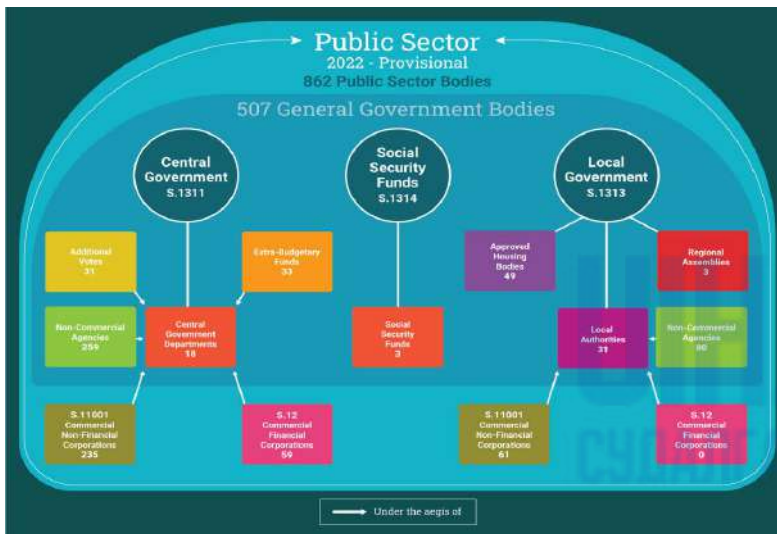 Public Sector
2022 - Provisional
862 Public Sector Bodies
507 General Government Bodies
Central
Government
S.1311
Social
Security
Funds
S.1314
Local
Government
S.1313
Additional
Votes
31
Extra-Budgetary
Funds
33
Approved
Housing
Bodies
49
Regional
Assemblies
3
Non-Commercial
Agencies
259
Central
Government
Departments
18
Social
Security
Funds
3
Local
Authorities
31
Non-Commercial
Agencies
80
S.11001
Commercial
Non-Financial
Corporations
235
S.12
Commercial
Financial
Corporations
59
S.11001
Commercial
Non-Financial
Corporations
61
S.12
Commercial
Financial
Corporations
0
Under the aegis of